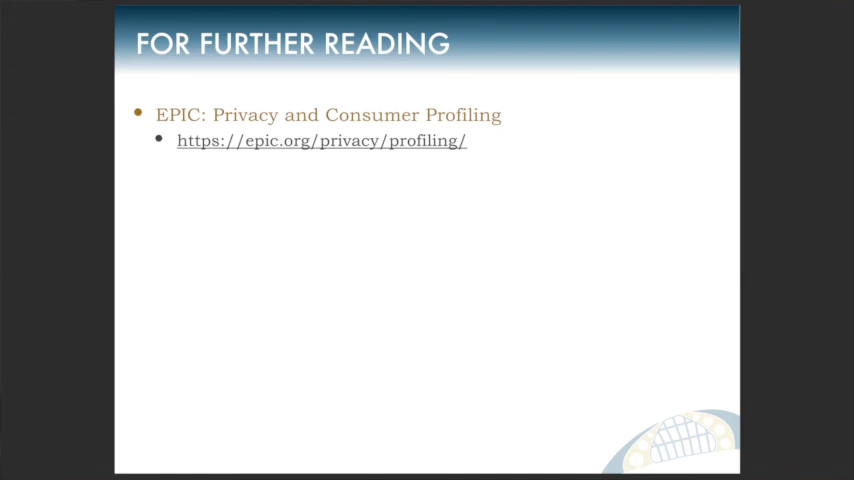 FOR FURTHER READING
EPIC: Privacy and Consumer Profiling
https://epic.org/privacy/profiling/